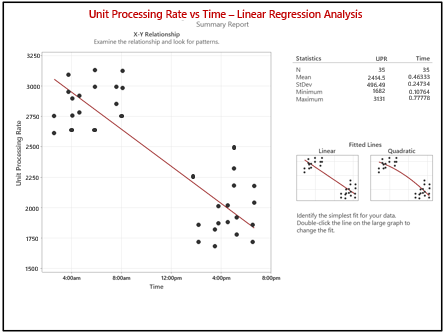 Unit Processing Rate vs Time – Linear Regression Analysis
Summary Report
X-Y Relationship
Examine the relationship and look for patterns.
3250
3000
2750
2500
2250
2000
1750
1500
Unit Processing Rate
4:00am 8:00am 12:00pm 4:00pm 8:00pm
Time
Statistics UPR Time
N 35 35
Mean 2414.5 0.46333
StDev 496.49 0.24734
Minimum 1682 0.10764
Maximum 3131 0.77778
Fitted Lines
Linear Quadratic
Identify the simplest fit for your data.
Double-click the line on the large graph to
change the fit.